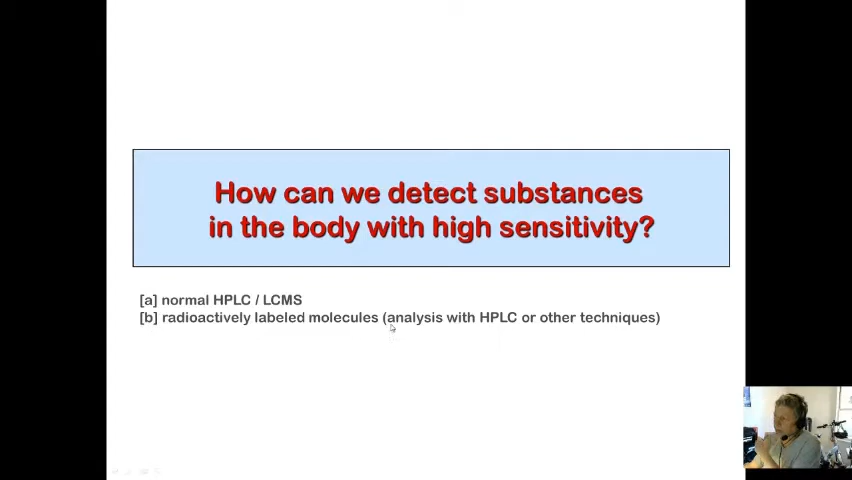 How can we detect substances
in the body with high sensitivity?
[a] normal HPLC / LCMS
[b] radioactively labeled molecules (analysis with HPLC or other techniques)